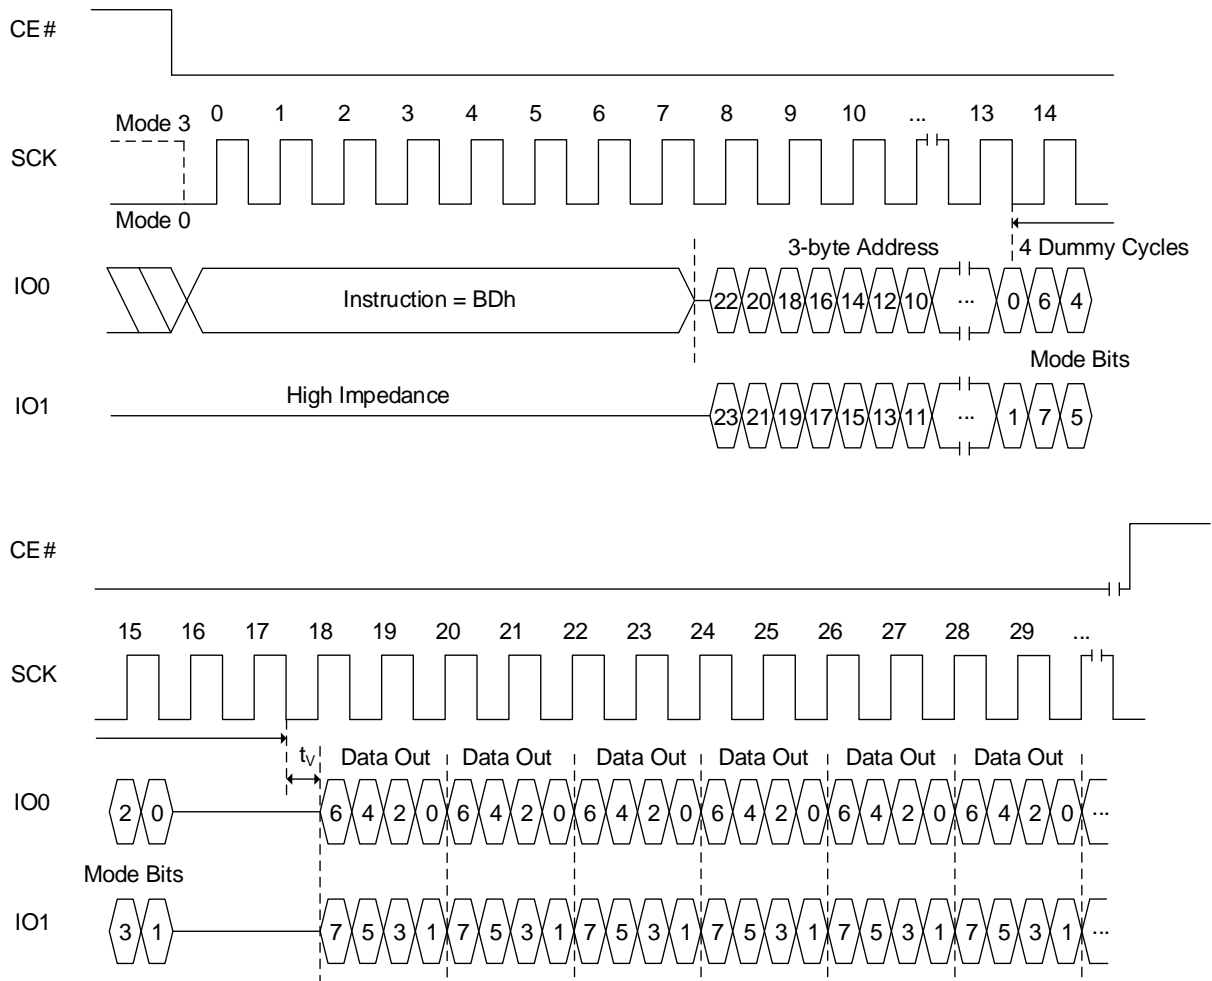 CE#
Mode 3 0 1 2 3 4 5 6 7 8 9 10 ... 13 14
SCK
Mode 0
3-byte Address 4 Dummy Cycles
IO0 Instruction = BDh 22 20 18 16 14 12 10 ... 0 6 4
Mode Bits
IO1 High Impedance 23 21 19 17 15 13 11 ... 1 7 5
CE#
15 16 17 18 19 20 21 22 23 24 25 26 27 28 29 ...
SCK
tV Data Out Data Out Data Out Data Out Data Out Data Out
IO0 2 0 6 4 2 0 6 4 2 0 6 4 2 0 6 4 2 0 6 4 2 0 6 4 2 0 ...
Mode Bits
IO1 3 1 7 5 3 1 7 5 3 1 7 5 3 1 7 5 3 1 7 5 3 1 7 5 3 1 ...